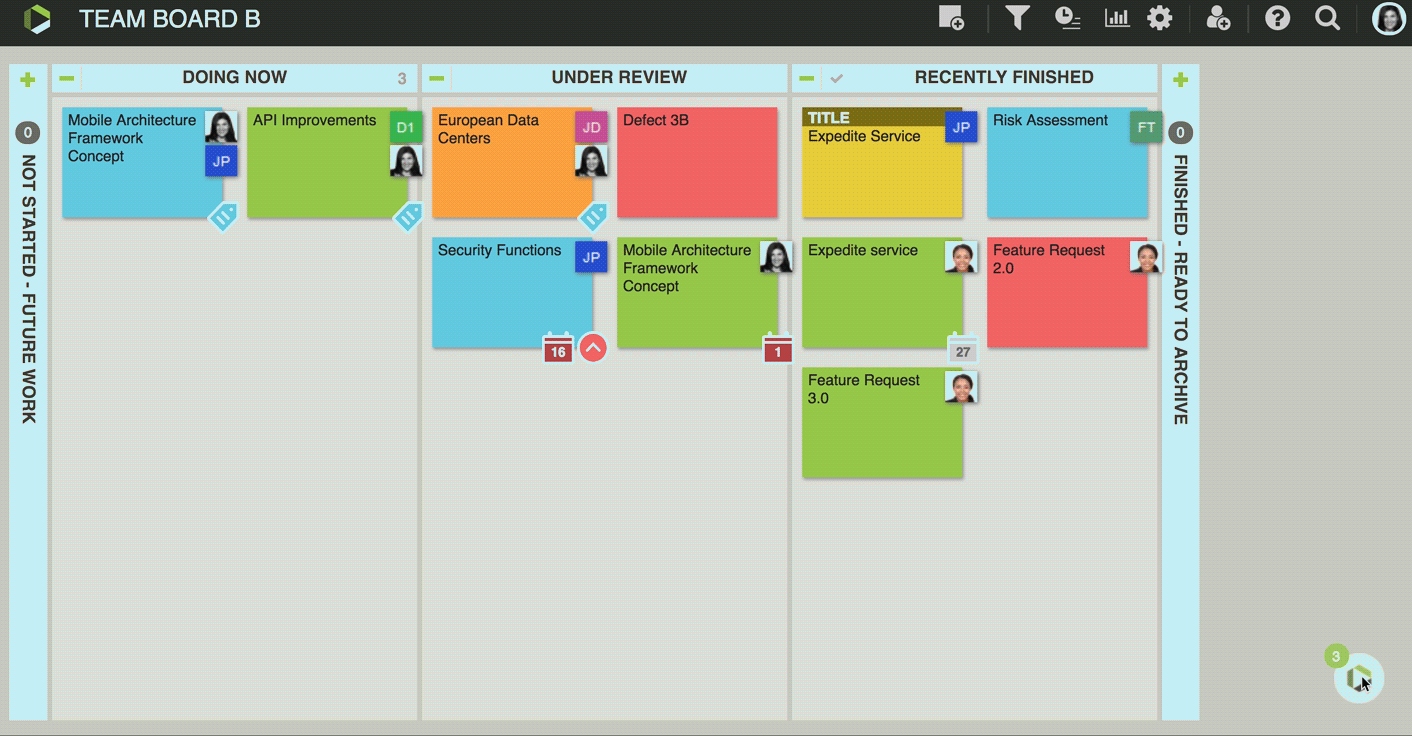 TEAM BOARD B
0
NOT STARTED - FUTURE WORK
DOING NOW
3
Mobile Architecture
Framework
Concept
JP
API Improvements
D1
UNDER REVIEW
European Data
Centers
JD
Defect 3B
Security Functions
JP
16
Mobile Architecture
Framework
Concept
1
RECENTLY FINISHED
TITLE
Expedite Service
JP
Risk Assessment
FT
Expedite service
27
Feature Request
2.0
Feature Request
3.0
0
FINISHED - READY TO ARCHIVE
3